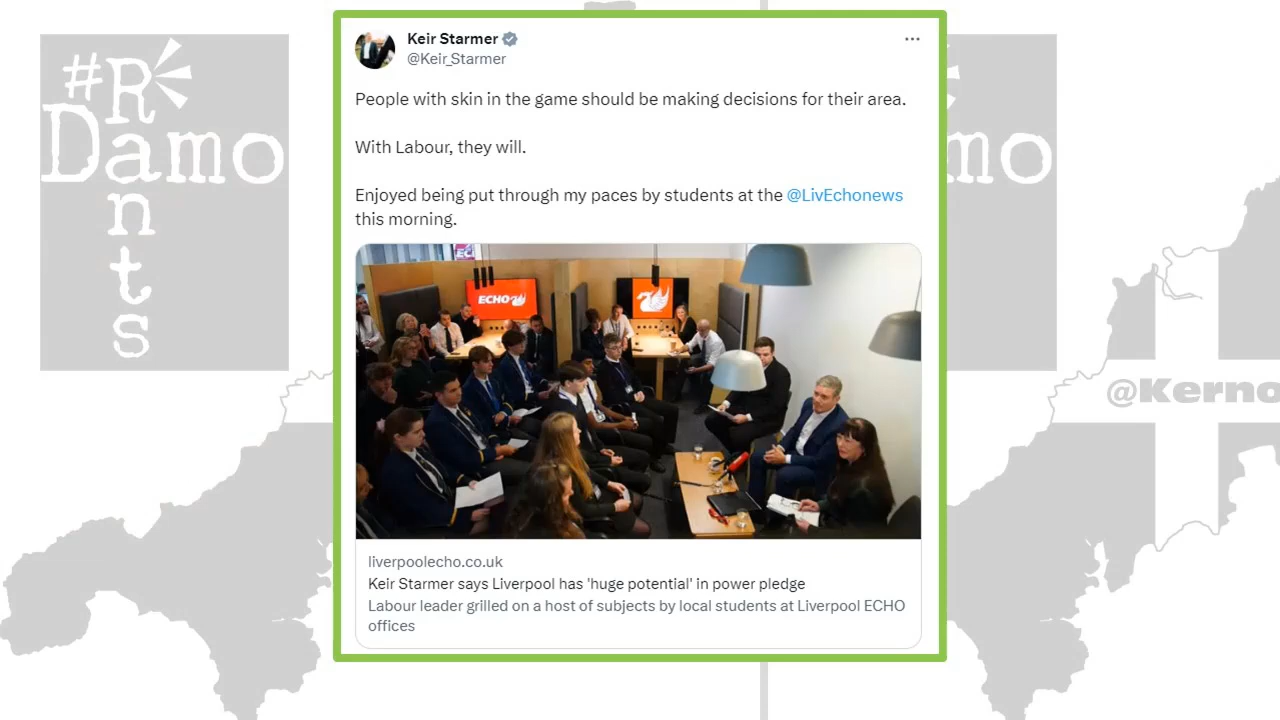 #R
Damo
a
n
t
s
Keir Starmer
@Keir_Starmer
People with skin in the game should be making decisions for their area.
With Labour, they will.
Enjoyed being put through my paces by students at the @LivEchonews
this morning.
ECHO
liverpoolecho.co.uk
Keir Starmer says Liverpool has 'huge potential' in power pledge
Labour leader grilled on a host of subjects by local students at Liverpool ECHO
offices
mo
@Kerno